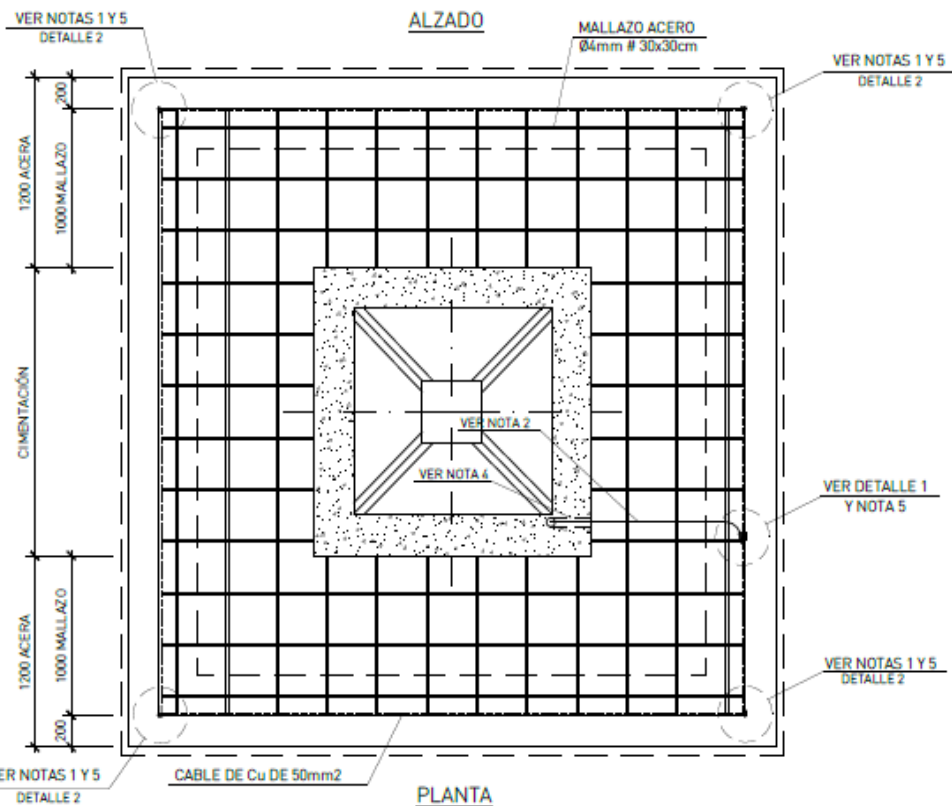 VER NOTAS 1 Y 5
DETALLE 2
ALZADO
MALLAZO ACERO
Ø4mm # 30x30cm
VER NOTAS 1 Y 5
DETALLE 2
200
1200 ACERA
1000 MALLAZO
CIMENTACIÓN
VER NOTA 2
VER NOTA 4
VER DETALLE 1
Y NOTA 5
1200 ACERA
1000 MALLAZO
200
VER NOTAS 1 Y 5
DETALLE 2
ER NOTAS 1 Y 5
DETALLE 2
CABLE DE Cu DE 50mm2
PLANTA